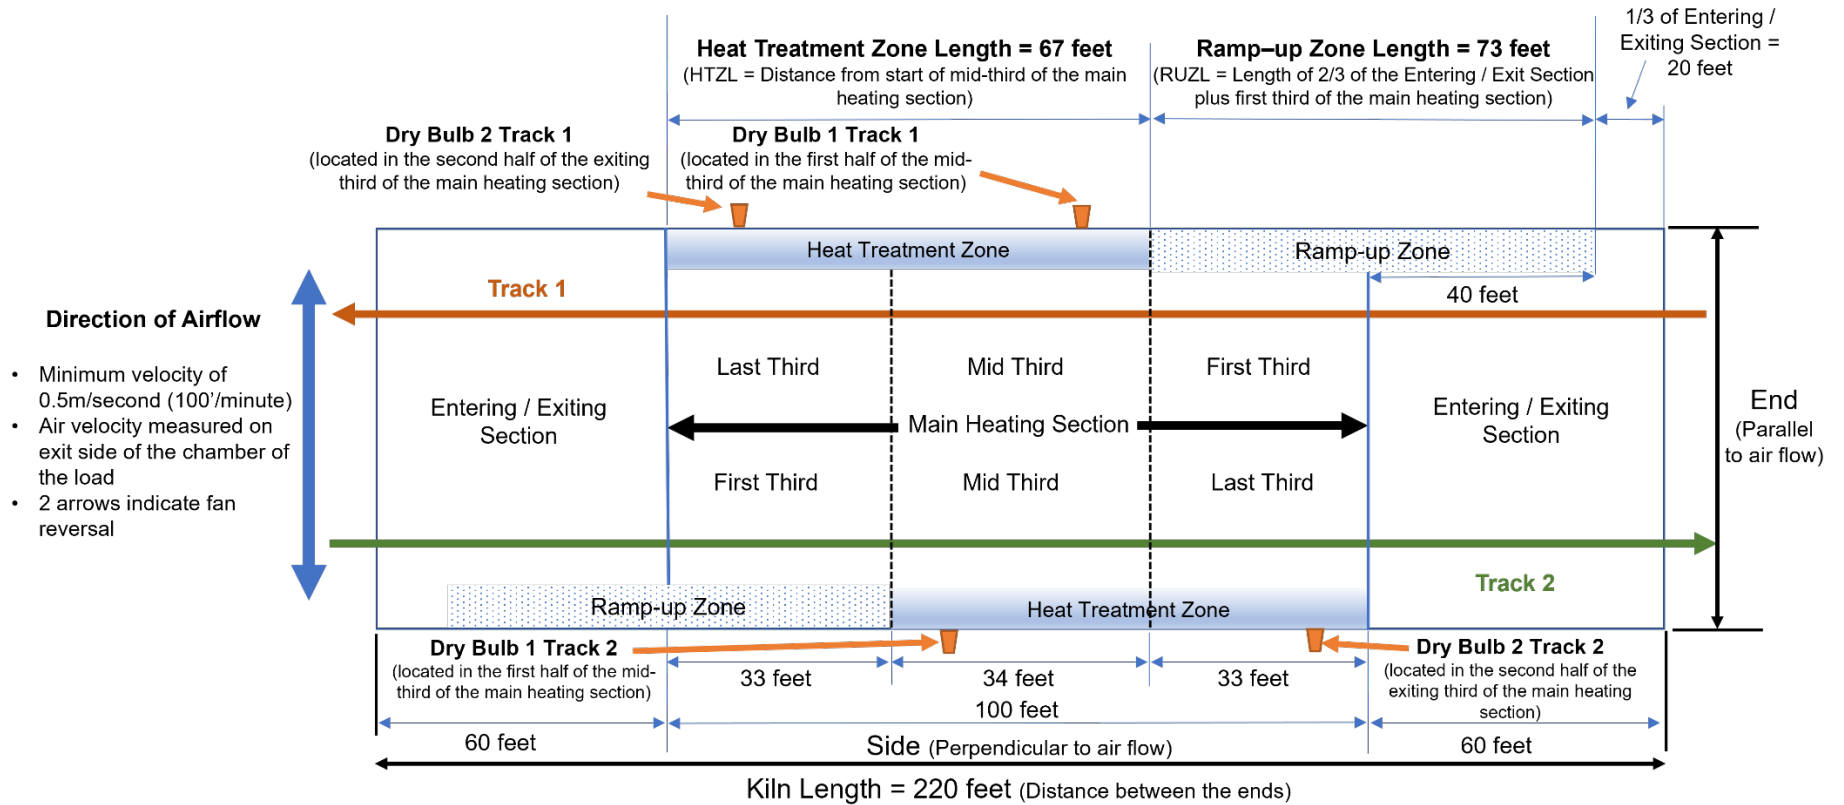 1/3 of Entering /
Exiting Section =
20 feet
Heat Treatment Zone Length = 67 feet
(HTZL = Distance from start of mid-third of the main
heating section)
Ramp–up Zone Length = 73 feet
(RUZL = Length of 2/3 of the Entering / Exit Section
plus first third of the main heating section)
Dry Bulb 2 Track 1
(located in the second half of the exiting
third of the main heating section)
Dry Bulb 1 Track 1
(located in the first half of the mid-
third of the main heating section)
Heat Treatment Zone
Ramp-up Zone
40 feet
Track 1
Direction of Airflow
• Minimum velocity of
0.5m/second (100'/minute)
• Air velocity measured on
exit side of the chamber of
the load
• 2 arrows indicate fan
reversal
Entering / Exiting
Section
Last Third
Mid Third
First Third
Main Heating Section
First Third
Mid Third
Last Third
Entering / Exiting
Section
End
(Parallel
to air flow)
Track 2
Ramp-up Zone
Heat Treatment Zone
Dry Bulb 1 Track 2
(located in the first half of the mid-
third of the main heating section)
Dry Bulb 2 Track 2
(located in the second half of the
exiting third of the main heating
section)
33 feet
34 feet
33 feet
100 feet
60 feet
Side (Perpendicular to air flow)
60 feet
Kiln Length = 220 feet (Distance between the ends)